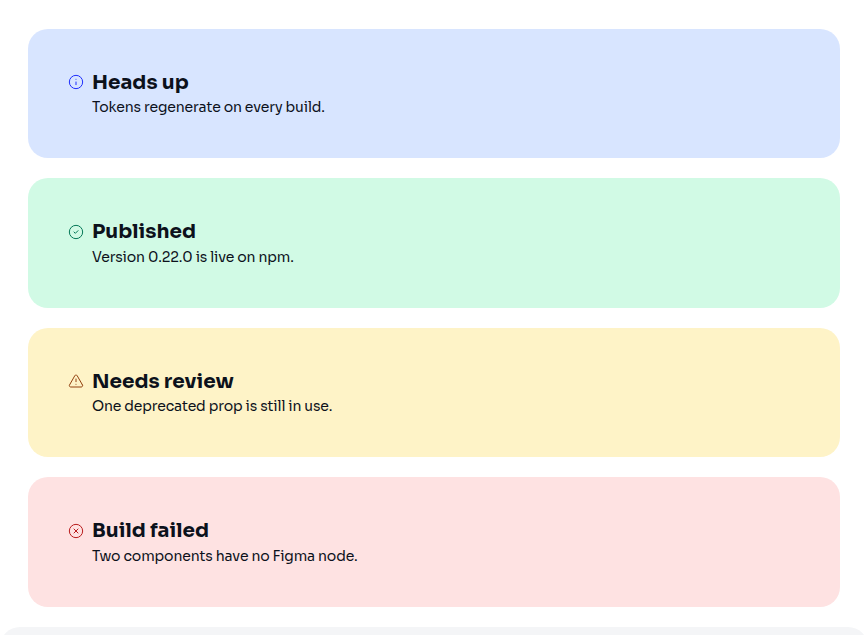 Heads up
Tokens regenerate on every build.
Published
Version 0.22.0 is live on npm.
Needs review
One deprecated prop is still in use.
Build failed
Two components have no Figma node.